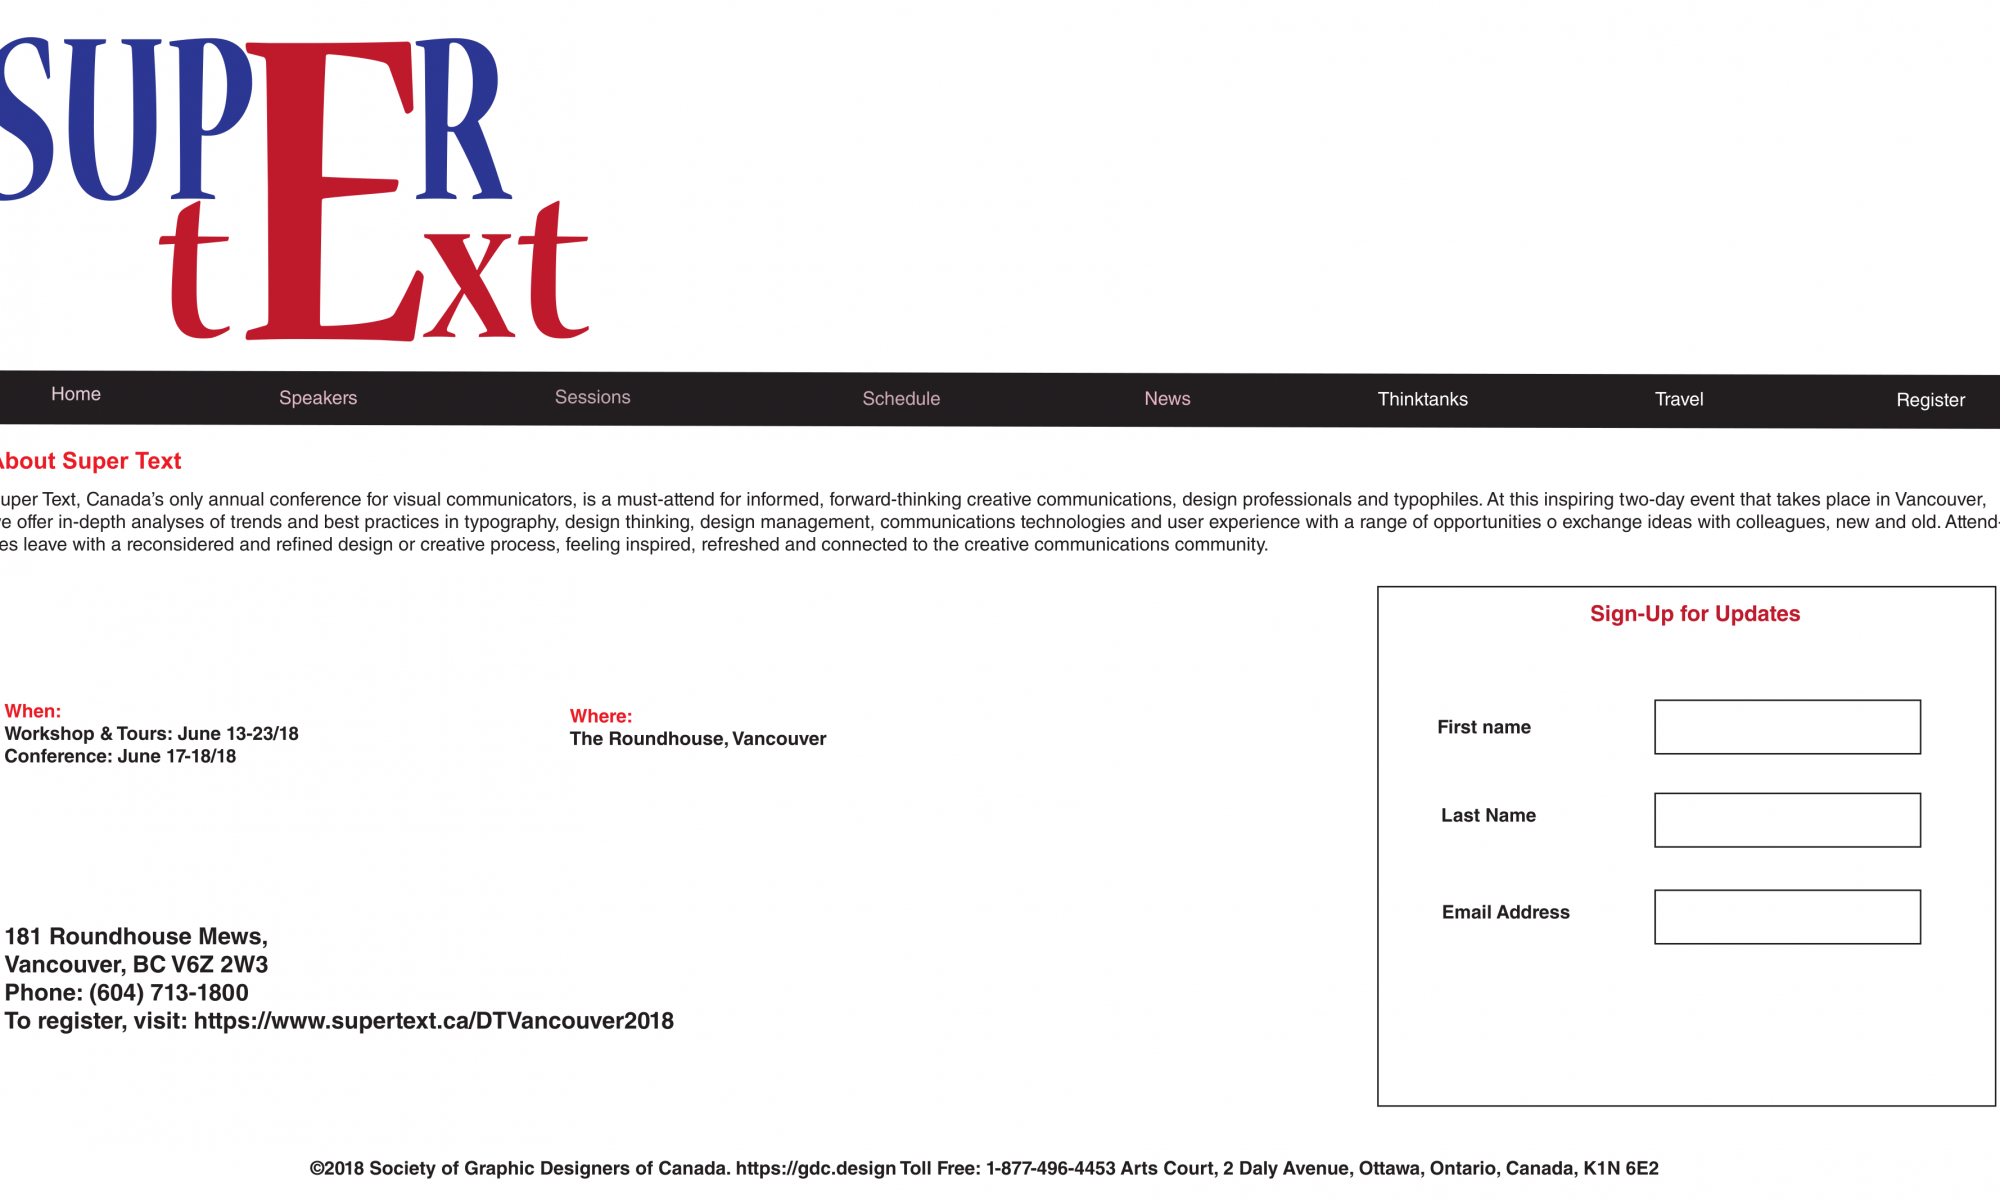 SUPER
tExt
Home Speakers Sessions Schedule News Thinktanks Travel Register
About Super Text
uper Text, Canada’s only annual conference for visual communicators, is a must-attend for informed, forward-thinking creative communications, design professionals and typophiles. At this inspiring two-day event that takes place in Vancouver,
e offer in-depth analyses of trends and best practices in typography, design thinking, design management, communications technologies and user experience with a range of opportunities o exchange ideas with colleagues, new and old. Attend-
es leave with a reconsidered and refined design or creative process, feeling inspired, refreshed and connected to the creative communications community.
When:
Workshop & Tours: June 13-23/18
Conference: June 17-18/18
Where:
The Roundhouse, Vancouver
181 Roundhouse Mews,
Vancouver, BC V6Z 2W3
Phone: (604) 713-1800
To register, visit: https://www.supertext.ca/DTVancouver2018
Sign-Up for Updates
First name
Last Name
Email Address
©2018 Society of Graphic Designers of Canada. https://gdc.design Toll Free: 1-877-496-4453 Arts Court, 2 Daly Avenue, Ottawa, Ontario, Canada, K1N 6E2